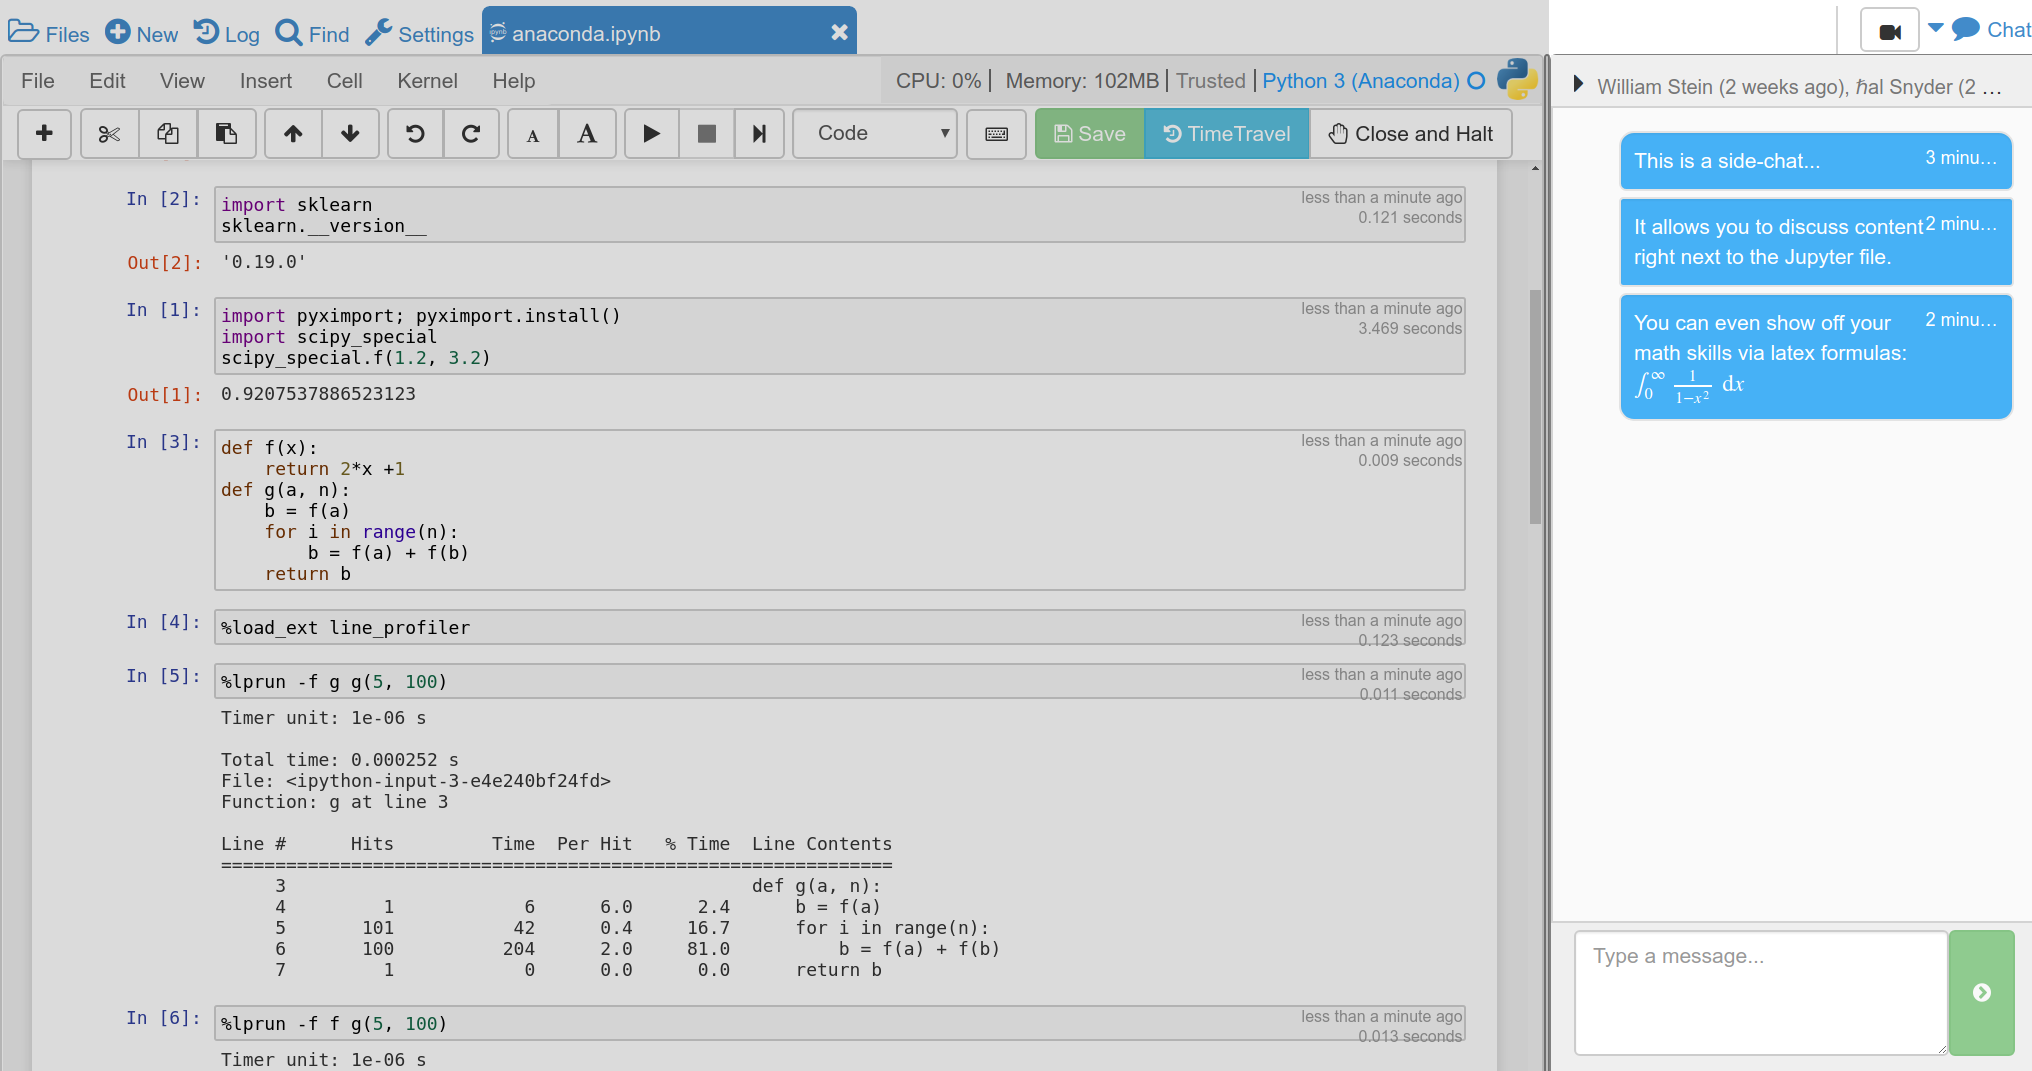 Files New Log Find Settings anaconda.ipynb Chat
File Edit View Insert Cell Kernel Help CPU: 0% | Memory: 102MB | Trusted | Python 3 (Anaconda)
A A Code Save TimeTravel Close and Halt
In [2]: import sklearn less than a minute ago
sklearn.__version__ 0.121 seconds
Out[2]: '0.19.0'
In [1]: import pyximport; pyximport.install() less than a minute ago
import scipy_special 3.469 seconds
scipy_special.f(1.2, 3.2)
Out[1]: 0.9207537886523123
In [3]: def f(x): less than a minute ago
    return 2*x +1 0.009 seconds
def g(a, n):
    b = f(a)
    for i in range(n):
        b = f(a) + f(b)
    return b
In [4]: %load_ext line_profiler less than a minute ago
0.123 seconds
In [5]: %lprun -f g g(5, 100) less than a minute ago
0.011 seconds
Timer unit: 1e-06 s
Total time: 0.000252 s
File: <ipython-input-3-e4e240bf24fd>
Function: g at line 3
Line #      Hits         Time  Per Hit   % Time  Line Contents
==============================================================
     3                                           def g(a, n):
     4         1            6      6.0      2.4      b = f(a)
     5       101           42      0.4     16.7      for i in range(n):
     6       100          204      2.0     81.0          b = f(a) + f(b)
     7         1            0      0.0      0.0      return b
In [6]: %lprun -f f g(5, 100) less than a minute ago
0.013 seconds
Timer unit: 1e-06 s
William Stein (2 weeks ago), ℏal Snyder (2 ...
This is a side-chat... 3 minu...
It allows you to discuss content 2 minu...
right next to the Jupyter file.
You can even show off your 2 minu...
math skills via latex formulas:
∫₀^∞ 1/(1−x²) dx
Type a message...